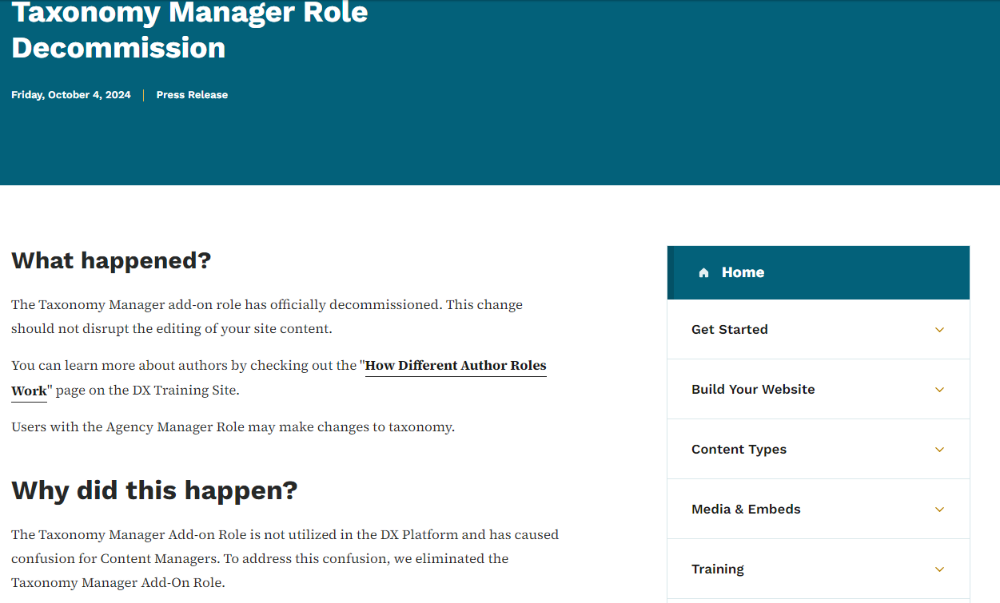 Taxonomy Manager Role
Decommission
Friday, October 4, 2024 | Press Release
What happened?
The Taxonomy Manager add-on role has officially decommissioned. This change
should not disrupt the editing of your site content.
You can learn more about authors by checking out the "How Different Author Roles
Work" page on the DX Training Site.
Users with the Agency Manager Role may make changes to taxonomy.
Why did this happen?
The Taxonomy Manager Add-on Role is not utilized in the DX Platform and has caused
confusion for Content Managers. To address this confusion, we eliminated the
Taxonomy Manager Add-On Role.
Home
Get Started
Build Your Website
Content Types
Media & Embeds
Training